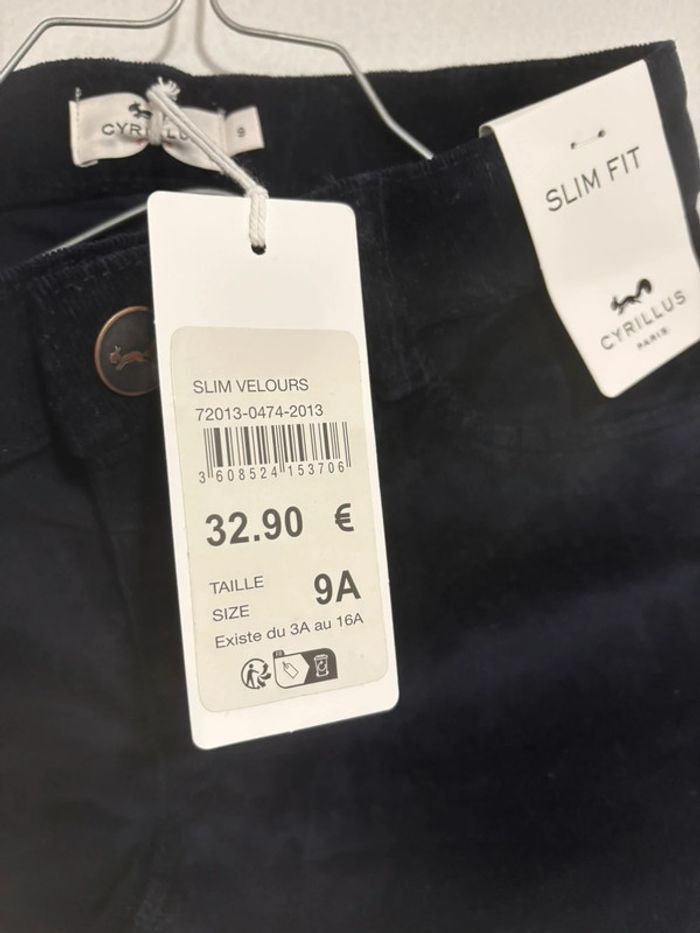 CYRILLUS
9
SLIM FIT
CYRILLUS
PARIS
SLIM VELOURS
72013-0474-2013
3 608524 153706
32.90 €
TAILLE
SIZE
9A
Existe du 3A au 16A
FR